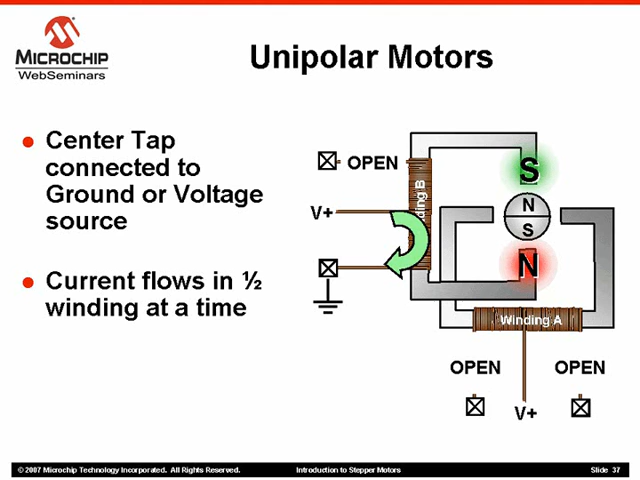 MICROCHIP
WebSeminars
Unipolar Motors
Center Tap
connected to
Ground or Voltage
source
Current flows in ½
winding at a time
OPEN
V+
nding B
S
N
S
N
Winding A
OPEN
OPEN
V+
© 2007 Microchip Technology Incorporated. All Rights Reserved.
Introduction to Stepper Motors
Slide 37